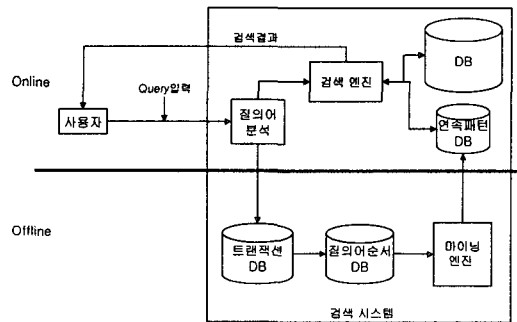 검색결과
Online
Query입력
검색 엔진
DB
사용자
질의어
분석
연속패턴
DB
Offline
트랜잭션
DB
질의어순서
DB
마이닝
엔진
검색 시스템